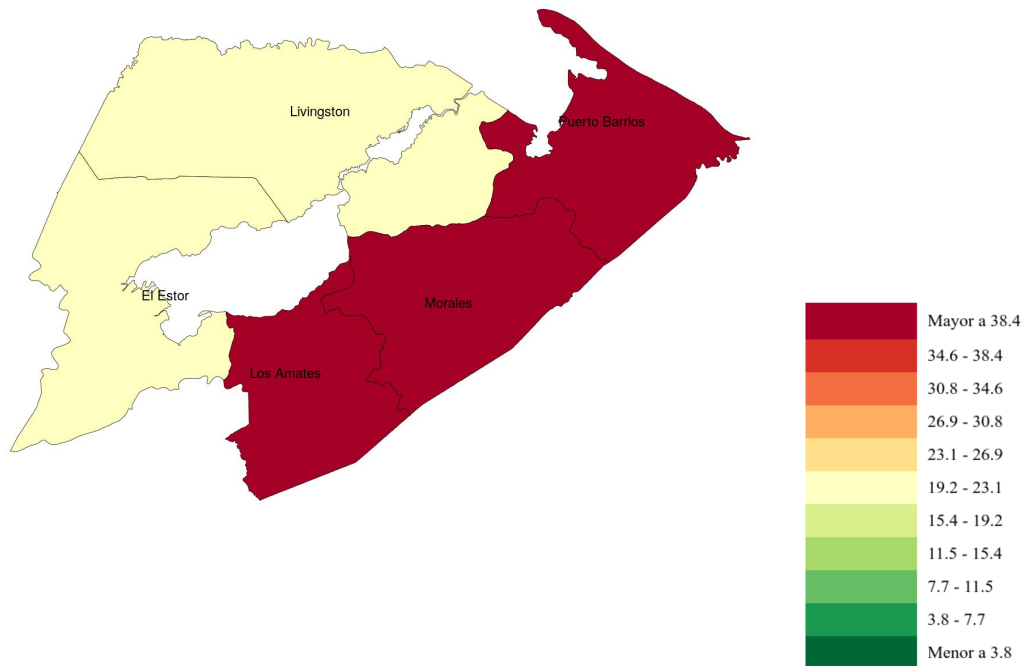 Livingston
Puerto Barrios
El Estor
Morales
Los Amates
Mayor a 38.4
34.6 - 38.4
30.8 - 34.6
26.9 - 30.8
23.1 - 26.9
19.2 - 23.1
15.4 - 19.2
11.5 - 15.4
7.7 - 11.5
3.8 - 7.7
Menor a 3.8